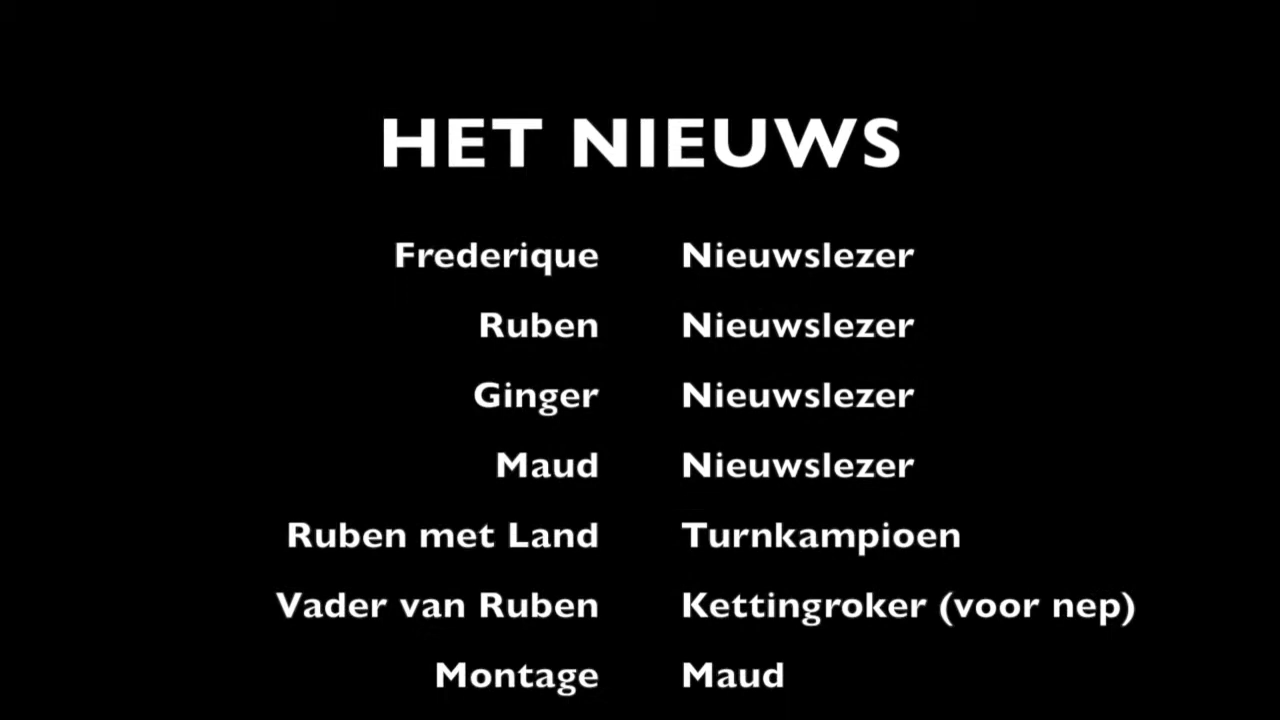 HET NIEUWS
Frederique Nieuwslezer
Ruben Nieuwslezer
Ginger Nieuwslezer
Maud Nieuwslezer
Ruben met Land Turnkampioen
Vader van Ruben Kettingroker (voor nep)
Montage Maud